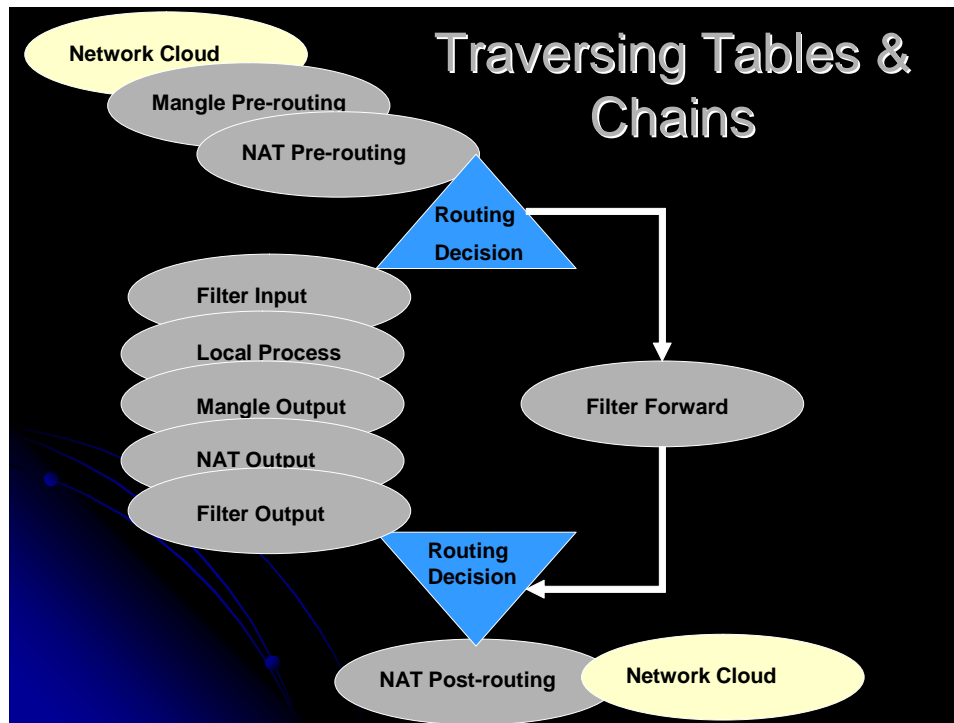 Traversing Tables &
Chains
Network Cloud
Mangle Pre-routing
NAT Pre-routing
Routing
Decision
Filter Input
Local Process
Mangle Output
NAT Output
Filter Output
Filter Forward
Routing
Decision
NAT Post-routing
Network Cloud